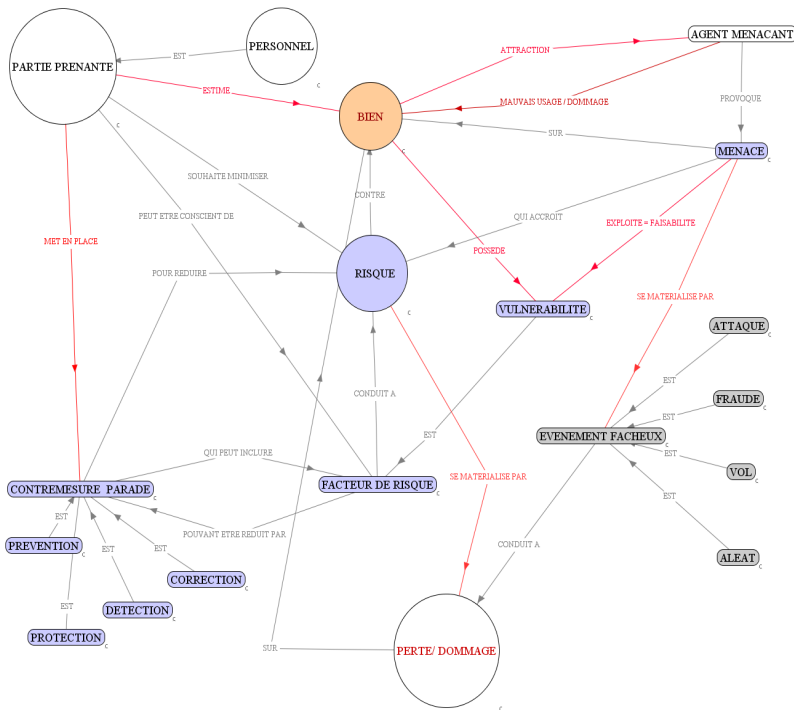 AGENT MENACANT
PERSONNEL
ATTRACTION
EST
PARTIE PRENANTE
ESTIME
PROVOQUE
MAUVAIS USAGE / DOMMAGE
BIEN
C
C
SUR
MENACE
C
C
SOUHAITE MINIMISER
CONTRE
PEUT ETRE CONSCIENT DE
QUI ACCROIT
EXPLOITE = FAISABILITE
MET EN PLACE
POSSEDE
POUR REDUIRE
RISQUE
SE MATERIALISE PAR
VULNERABILITE
C
C
ATTAQUE
C
EST
CONDUIT A
FRAUDE
C
EST
EST
EVENEMENT FACHEUX
C
QUI PEUT INCLURE
EST
VOL
C
SE MATERIALISE PAR
FACTEUR DE RISQUE
C
CONTREMESURE PARADE
C
EST
EST
POUVANT ETRE REDUIT PAR
CONDUIT A
PREVENTION
C
EST
EST
ALEAT
C
CORRECTION
C
EST
DETECTION
C
PROTECTION
C
SUR
PERTE/ DOMMAGE
C